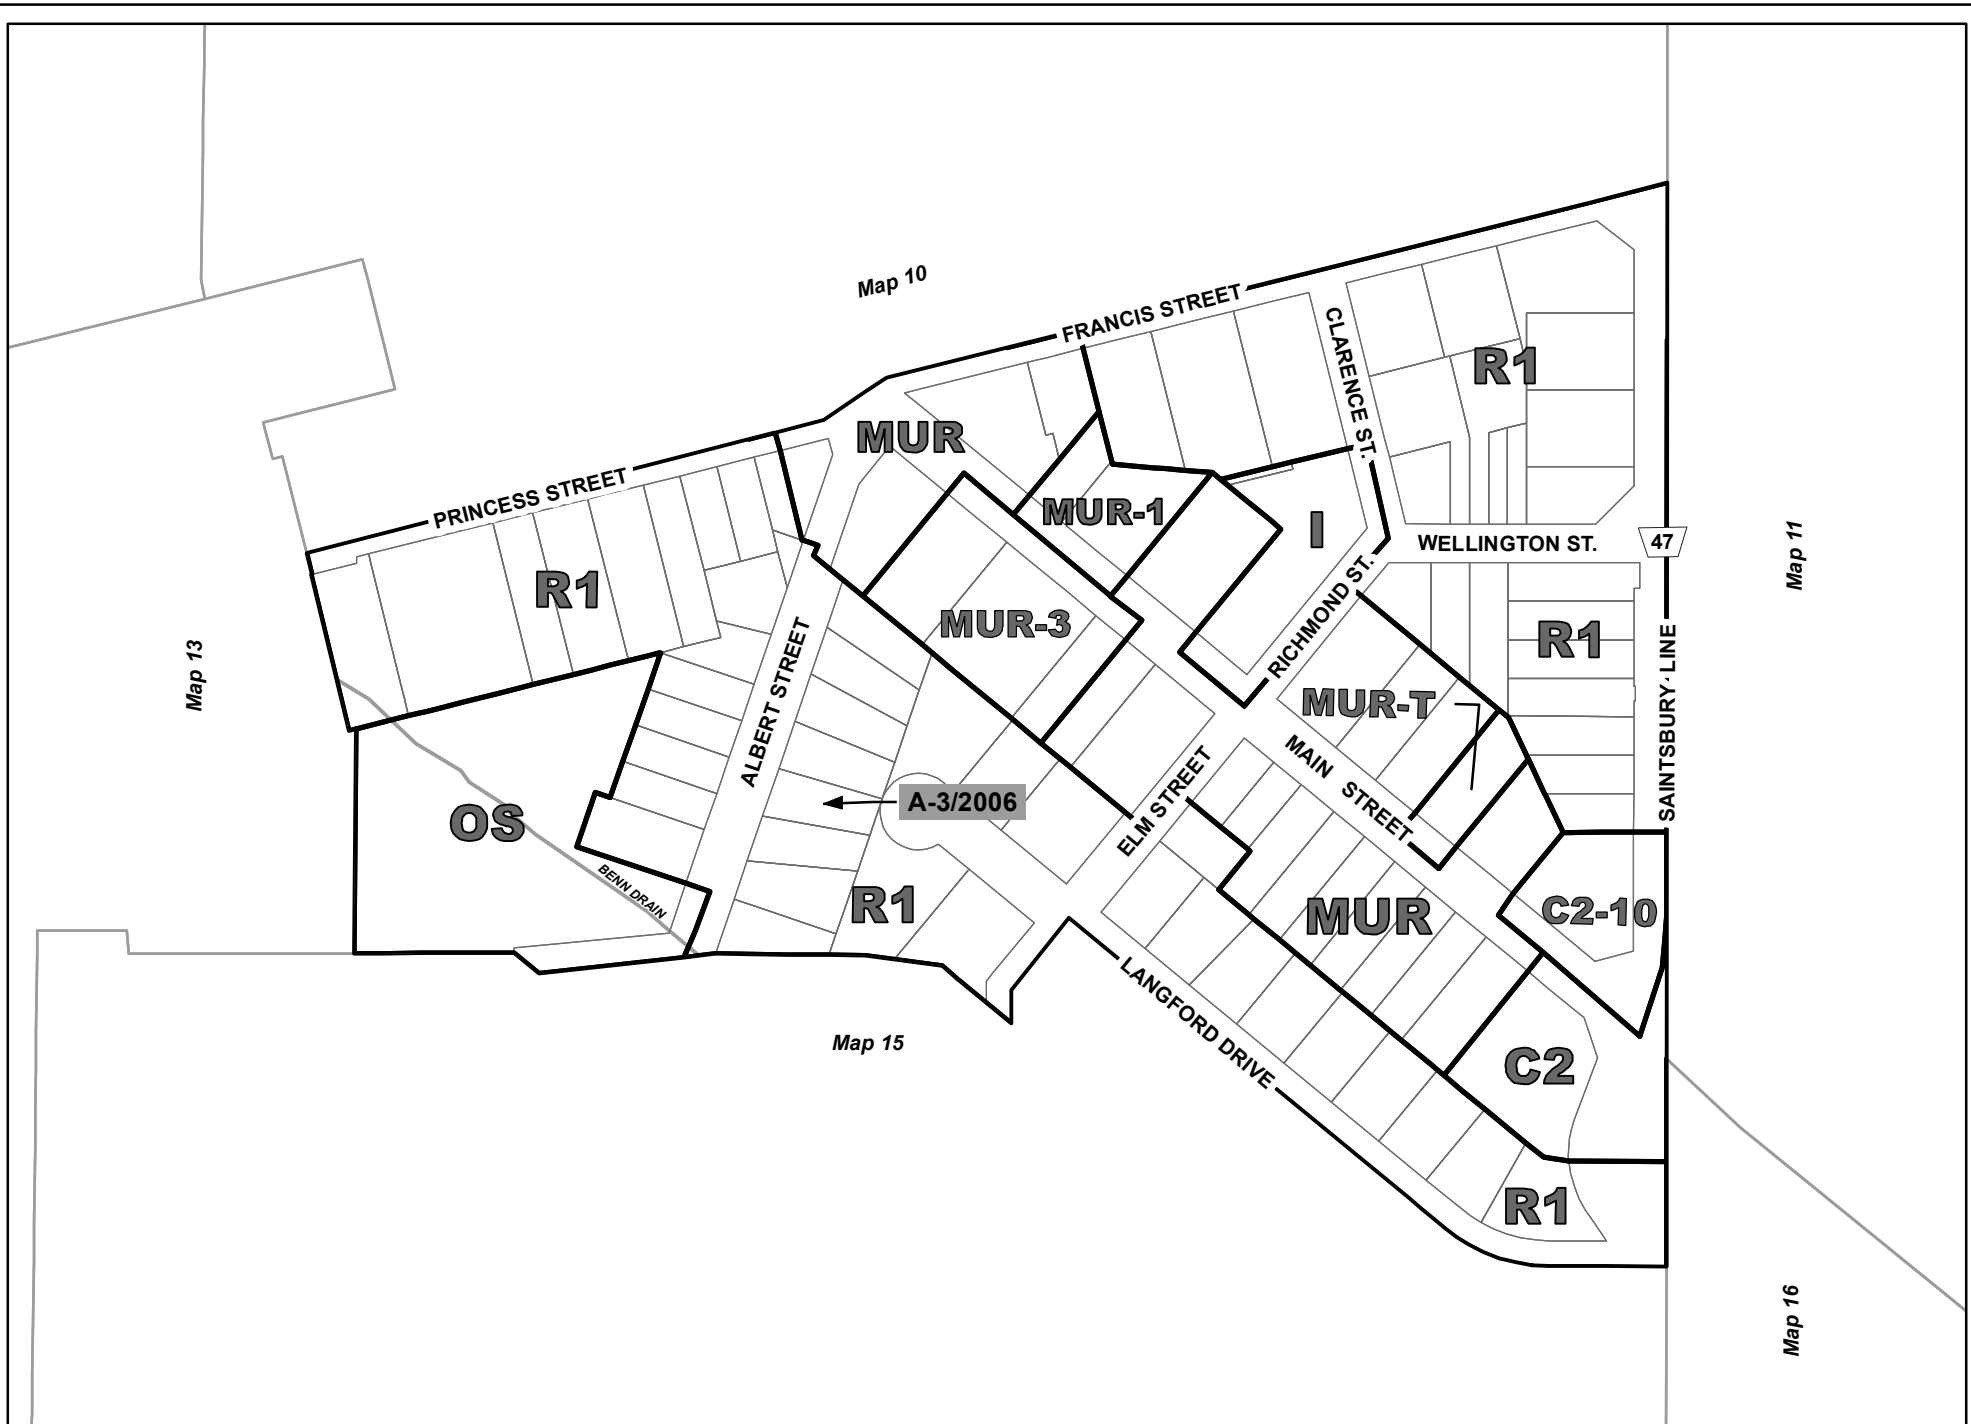 Map 10
FRANCIS STREET
CLARENCE ST.
R1
MUR
PRINCESS STREET
MUR-1
I
WELLINGTON ST.
47
Map 11
R1
MUR-3
RICHMOND ST.
R1
Map 13
ALBERT STREET
MUR-T
SAINTSBURY LINE
MAIN STREET
ELM STREET
A-3/2006
OS
BENN DRAIN
R1
MUR
C2-10
LANGFORD DRIVE
Map 15
C2
R1
Map 16